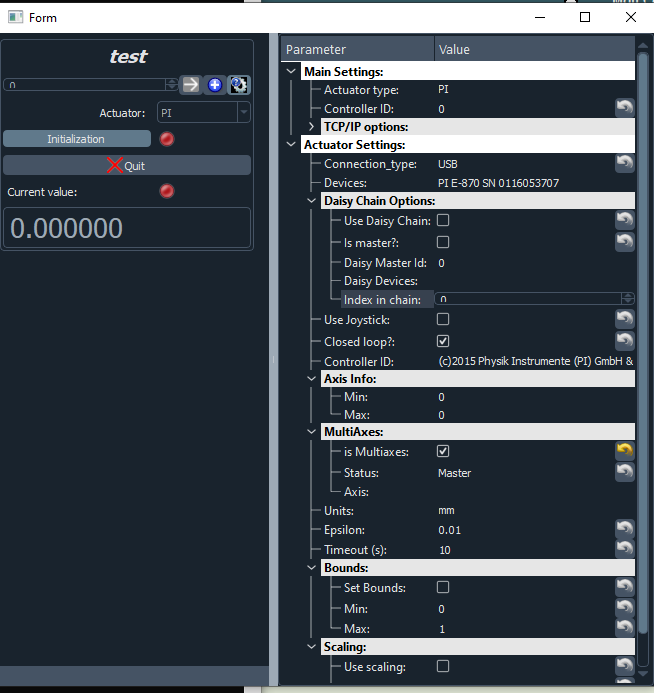 Form
test
0
Actuator: PI
Initialization
Quit
Current value:
0.000000
Parameter Value
Main Settings:
Actuator type: PI
Controller ID: 0
TCP/IP options:
Actuator Settings:
Connection_type: USB
Devices: PI E-870 SN 0116053707
Daisy Chain Options:
Use Daisy Chain:
Is master?:
Daisy Master Id: 0
Daisy Devices:
Index in chain: 0
Use Joystick:
Closed loop?:
Controller ID: (c)2015 Physik Instrumente (PI) GmbH &
Axis Info:
Min: 0
Max: 0
MultiAxes:
is Multiaxes:
Status: Master
Axis:
Units: mm
Epsilon: 0.01
Timeout (s): 10
Bounds:
Set Bounds:
Min: 0
Max: 1
Scaling:
Use scaling: